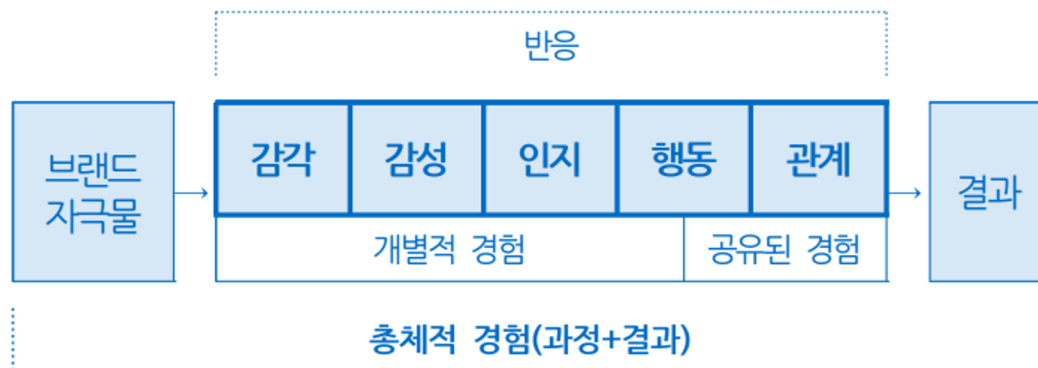 반응
브랜드
자극물
감각 감성 인지 행동 관계
결과
개별적 경험 공유된 경험
총체적 경험(과정+결과)